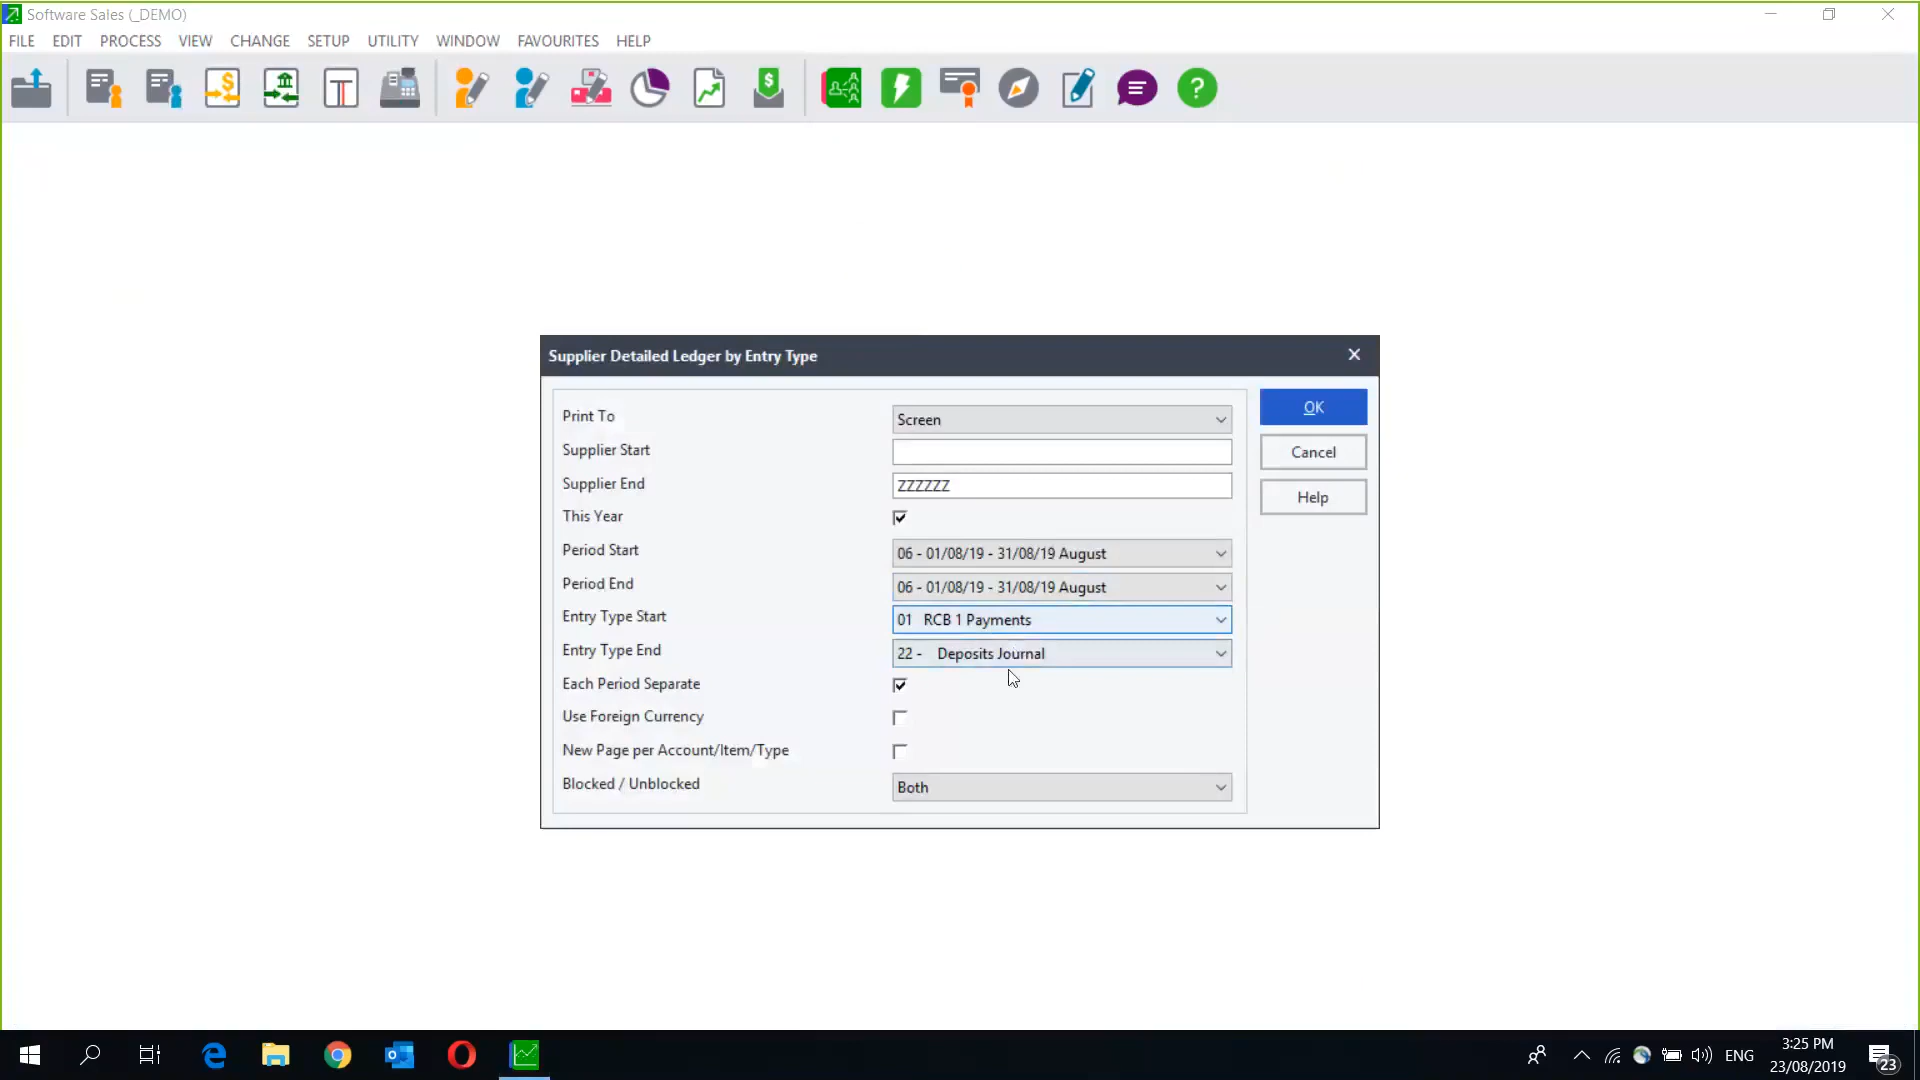 Software Sales (_DEMO)
FILE EDIT PROCESS VIEW CHANGE SETUP UTILITY WINDOW FAVOURITES HELP
Supplier Detailed Ledger by Entry Type
Print To Screen
OK
Supplier Start
Cancel
Supplier End ZZZZZZ
Help
This Year
Period Start 06 - 01/08/19 - 31/08/19 August
Period End 06 - 01/08/19 - 31/08/19 August
Entry Type Start 01 RCB 1 Payments
Entry Type End 22 - Deposits Journal
Each Period Separate
Use Foreign Currency
New Page per Account/Item/Type
Blocked / Unblocked Both
ENG
3:25 PM
23/08/2019
23